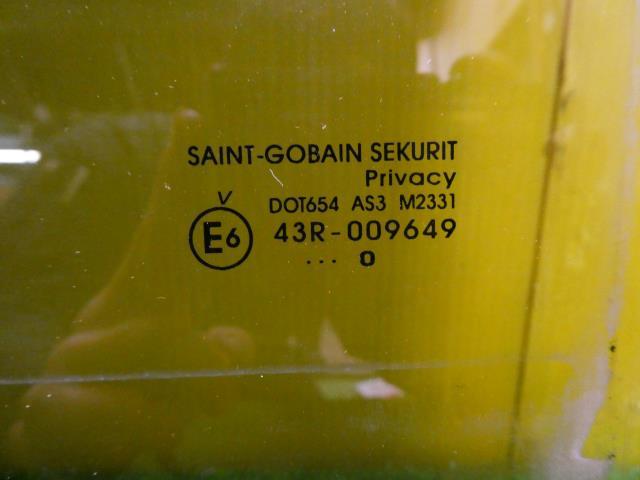 SAINT-GOBAIN SEKURIT
Privacy
V
DOT654 AS3 M2331
E6 43R-009649
... 0